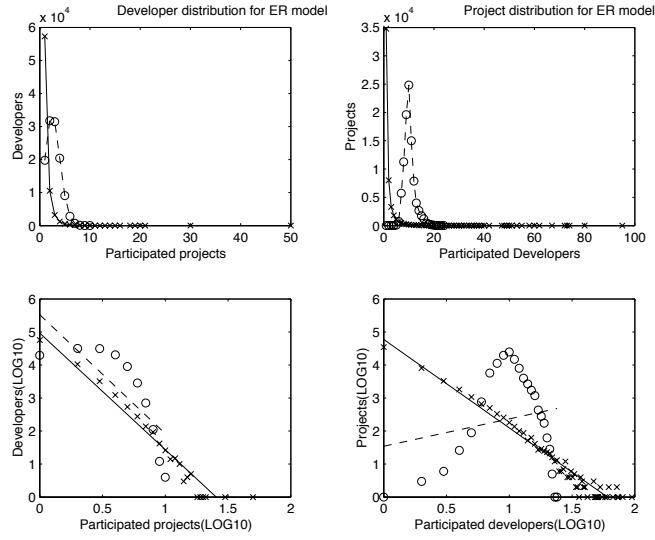 Developer distribution for ER model
x 10^4
6
5
4
3
2
1
0
0 10 20 30 40 50
Developers
Participated projects
Project distribution for ER model
x 10^4
3.5
3
2.5
2
1.5
1
0.5
0
0 20 40 60 80 100
Projects
Participated Developers
6
5
4
3
2
1
0
0 0.5 1 1.5 2
Developers(LOG10)
Participated projects(LOG10)
6
5
4
3
2
1
0
0 0.5 1 1.5 2
Projects(LOG10)
Participated developers(LOG10)